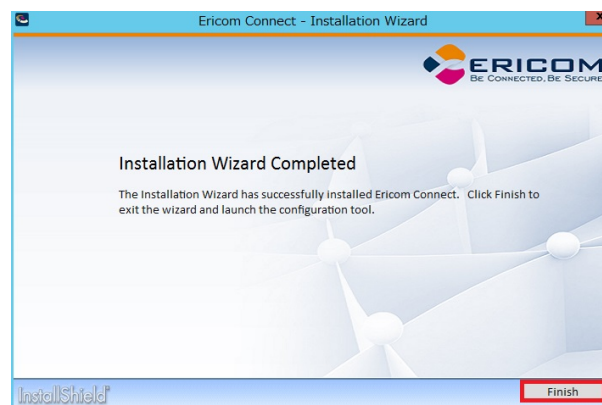 Ericom Connect - Installation Wizard
x
ERICOM
BE CONNECTED, BE SECURE
Installation Wizard Completed
The Installation Wizard has successfully installed Ericom Connect. Click Finish to
exit the wizard and launch the configuration tool.
InstallShield
Finish